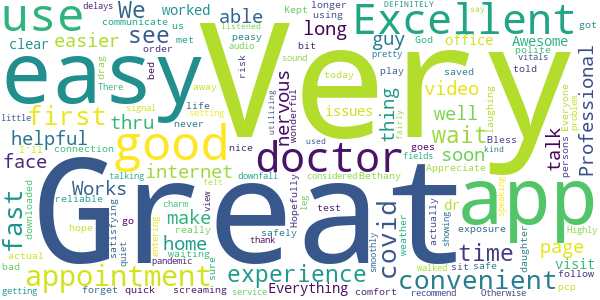 delays
communicate
us
longer
using
DEFINITELY
say
We
worked
able
Kept
long
listened
audio
Excellent
God
polite
office
Awesome
got
told
vitals
use
easier
see
easy
peasy
guy
met
bit
sound
clear
order
drag
There
bed
risk
away
today
pretty
play
saved
Very
video
laughing
Everyone
problem
little
signal
life
setting
first
thru
never
nervous
wonderful
utilizing
thing
issues
fairly
well
wait
persons
Professional
helpful
good
doctor
nice
goes
used
fields
soon
talk
Bless
kind
I'll
connection
face
internet
talking
downfall
considered
Bethany
Appreciate
dr
app
speaking
felt
fast
downloaded
Works
reliable
satisfying
go
charm
view
Hopefully
leg
covid
weather
actually
showing
exposure
daughter
page
Highly
make
really
Great
test
safely
smoothly
time
hope
actual
quiet
home
waiting
entering
pandemic
sure
thank
walked
sit
safe
visit
follow
bad
appointment
experience
convenient
getting
forget
quick
screaming
service
Everything
comfort
recommend
Otherwise
pcp